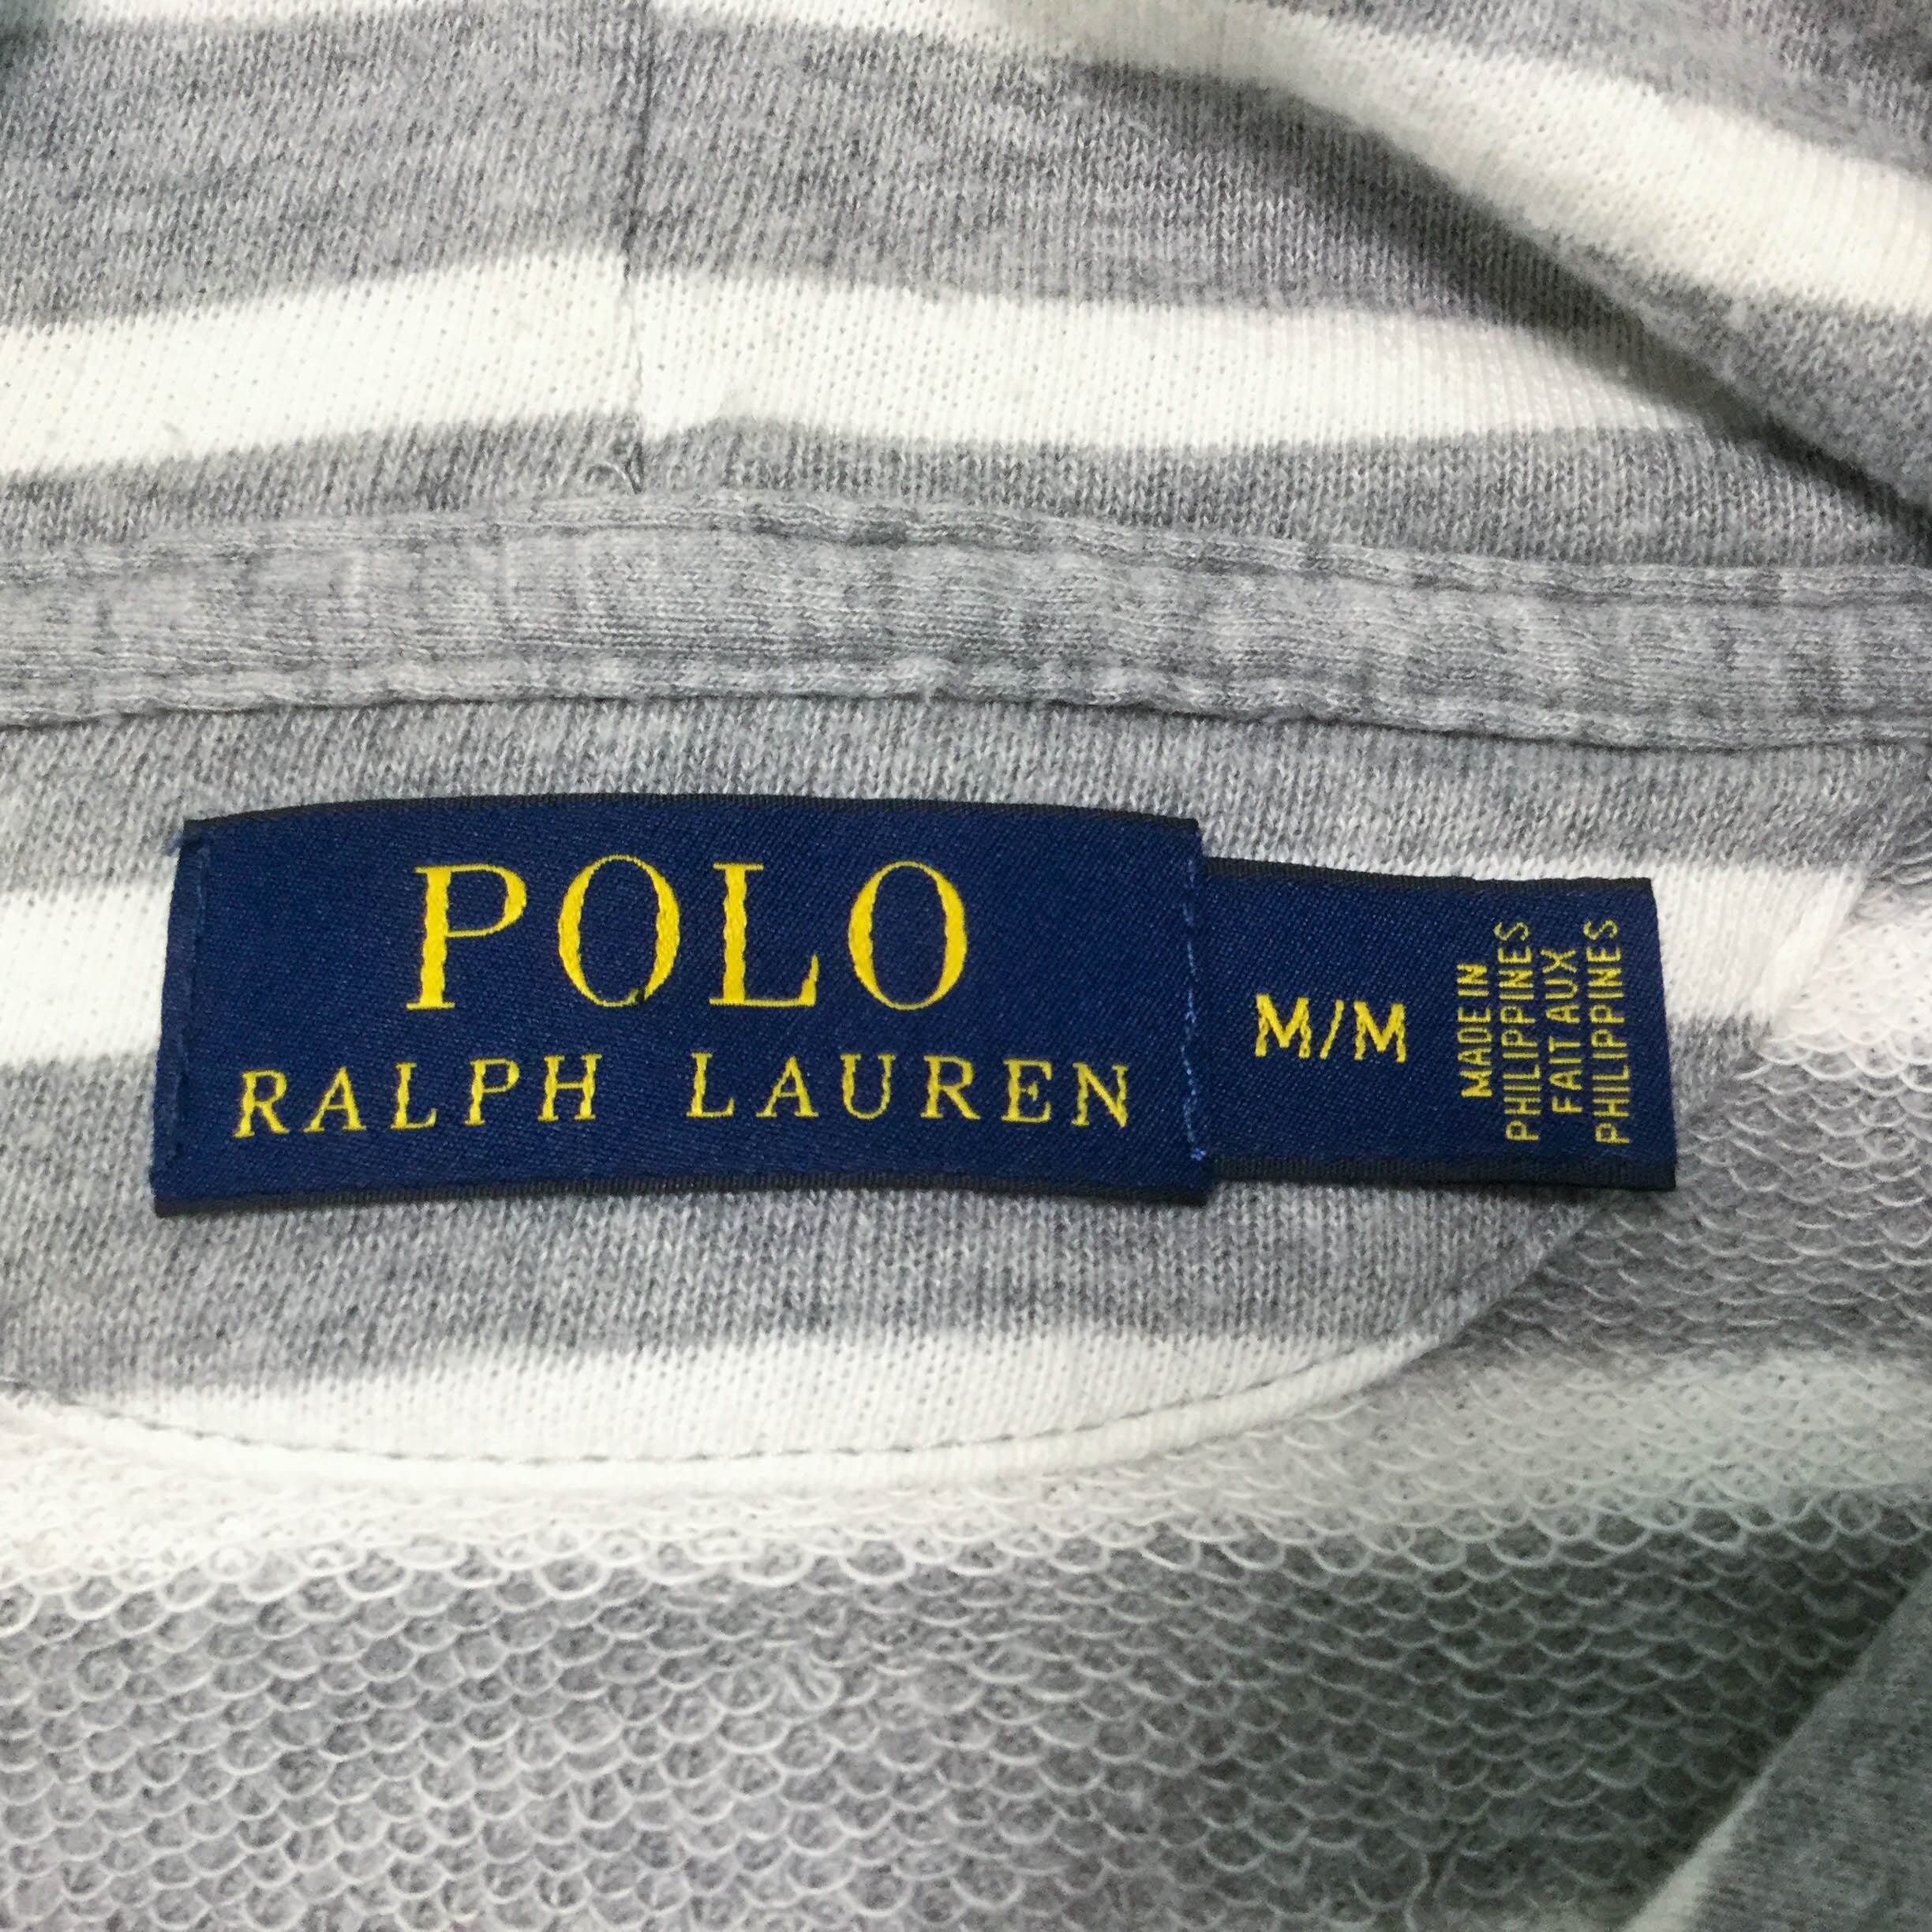 POLO
RALPH LAUREN
M/M
MADE IN
PHILIPPINES
FAIT AUX
PHILIPPINES